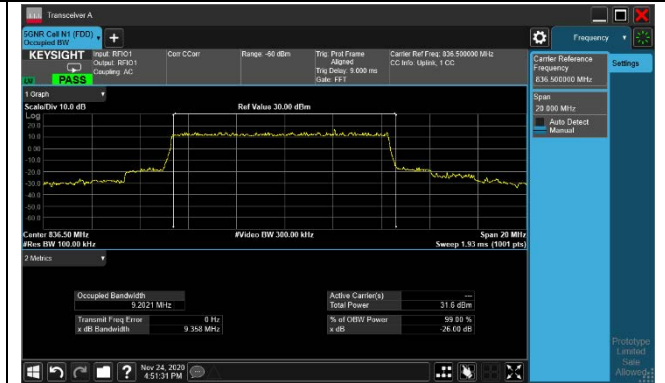 Transceiver A
5GNR Cell N1 (FDD)
Occupied BW
Frequency
KEYSIGHT
Input: RFIO1
Output: RFIO1
Coupling: AC
Corr CCorr
Range: -60 dBm
Trig: Prot Frame
Aligned
Trig Delay: 9.000 ms
Gate: FFT
Carrier Ref Freq: 836.500000 MHz
CC Info: Uplink, 1 CC
PASS
Carrier Reference
Frequency
836.500000 MHz
Settings
Span
20.000 MHz
Auto Detect
Manual
1 Graph
Scale/Div 10.0 dB
Ref Value 30.00 dBm
Log
20.0
10.0
0.00
-10.0
-20.0
-30.0
-40.0
-50.0
-60.0
Center 836.50 MHz
#Video BW 300.00 kHz
Span 20 MHz
#Res BW 100.00 kHz
Sweep 1.93 ms (1001 pts)
2 Metrics
Occupied Bandwidth
9.2021 MHz
Active Carrier(s)
---
Total Power
31.6 dBm
Transmit Freq Error
0 Hz
% of OBW Power
99.00 %
x dB Bandwidth
9.358 MHz
x dB
-26.00 dB
Prototype
Limited
Sale
Allowed
?
Nov 24, 2020
4:51:31 PM